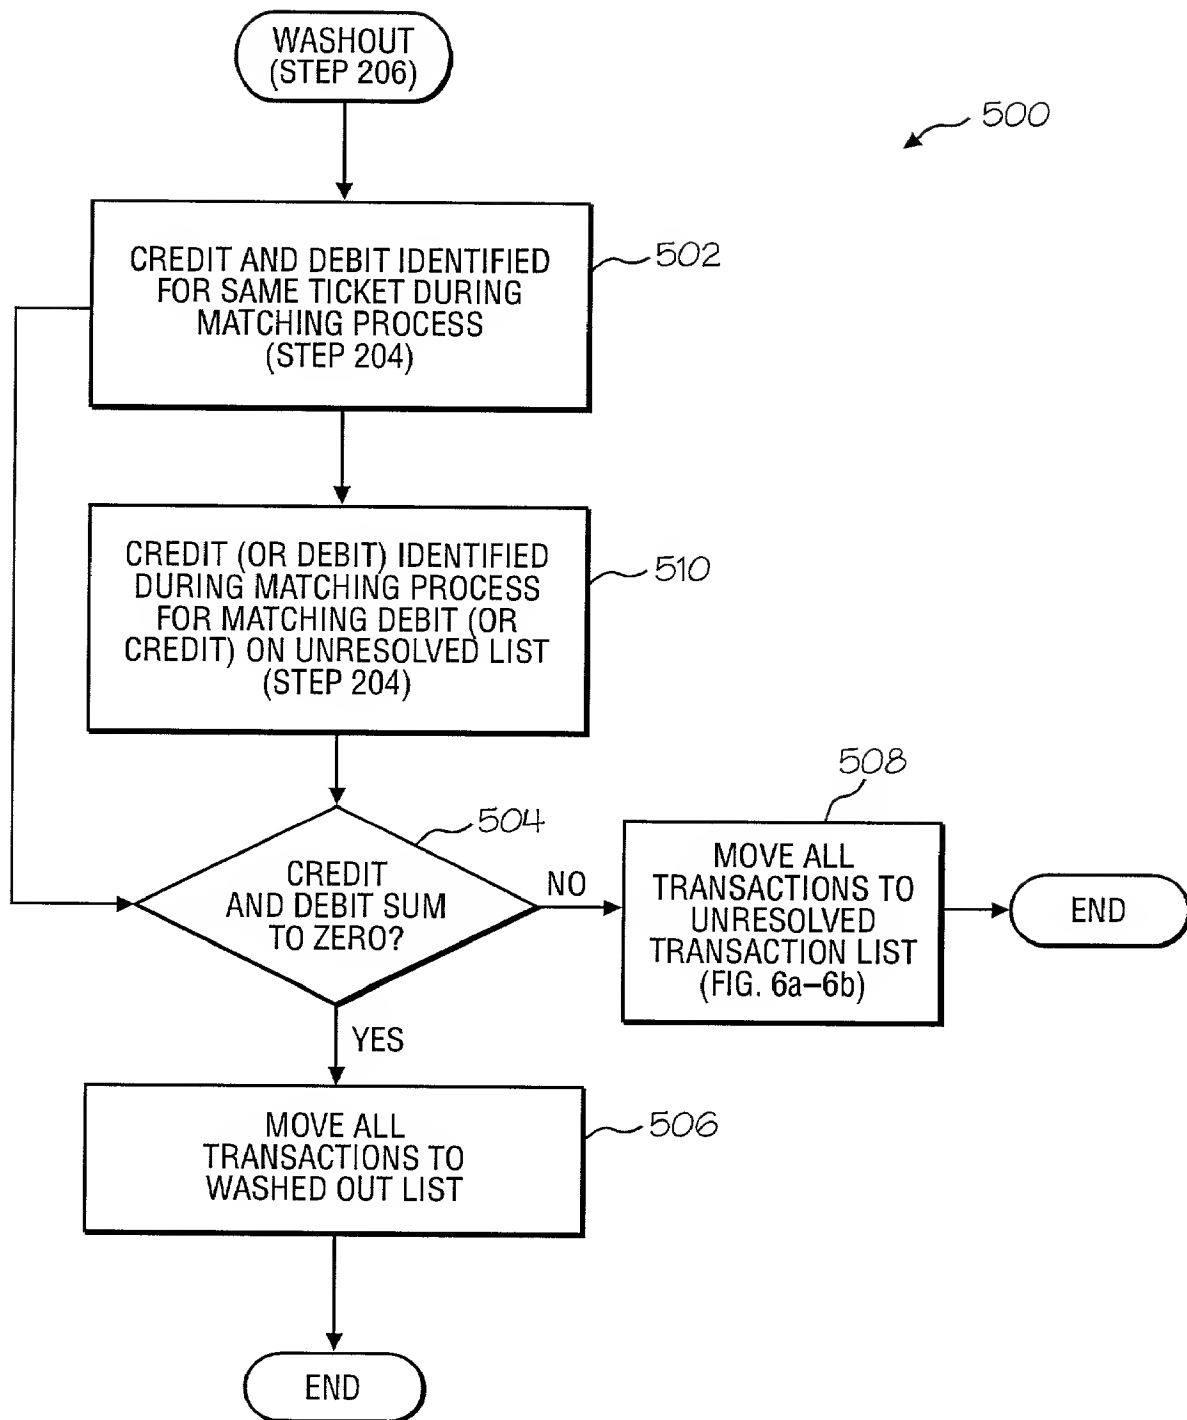 WASHOUT
(STEP 206)
500
CREDIT AND DEBIT IDENTIFIED
FOR SAME TICKET DURING
MATCHING PROCESS
(STEP 204)
502
CREDIT (OR DEBIT) IDENTIFIED
DURING MATCHING PROCESS
FOR MATCHING DEBIT (OR
CREDIT) ON UNRESOLVED LIST
(STEP 204)
510
CREDIT
AND DEBIT SUM
TO ZERO?
504
NO
MOVE ALL
TRANSACTIONS TO
UNRESOLVED
TRANSACTION LIST
(FIG. 6a–6b)
508
END
YES
MOVE ALL
TRANSACTIONS TO
WASHED OUT LIST
506
END